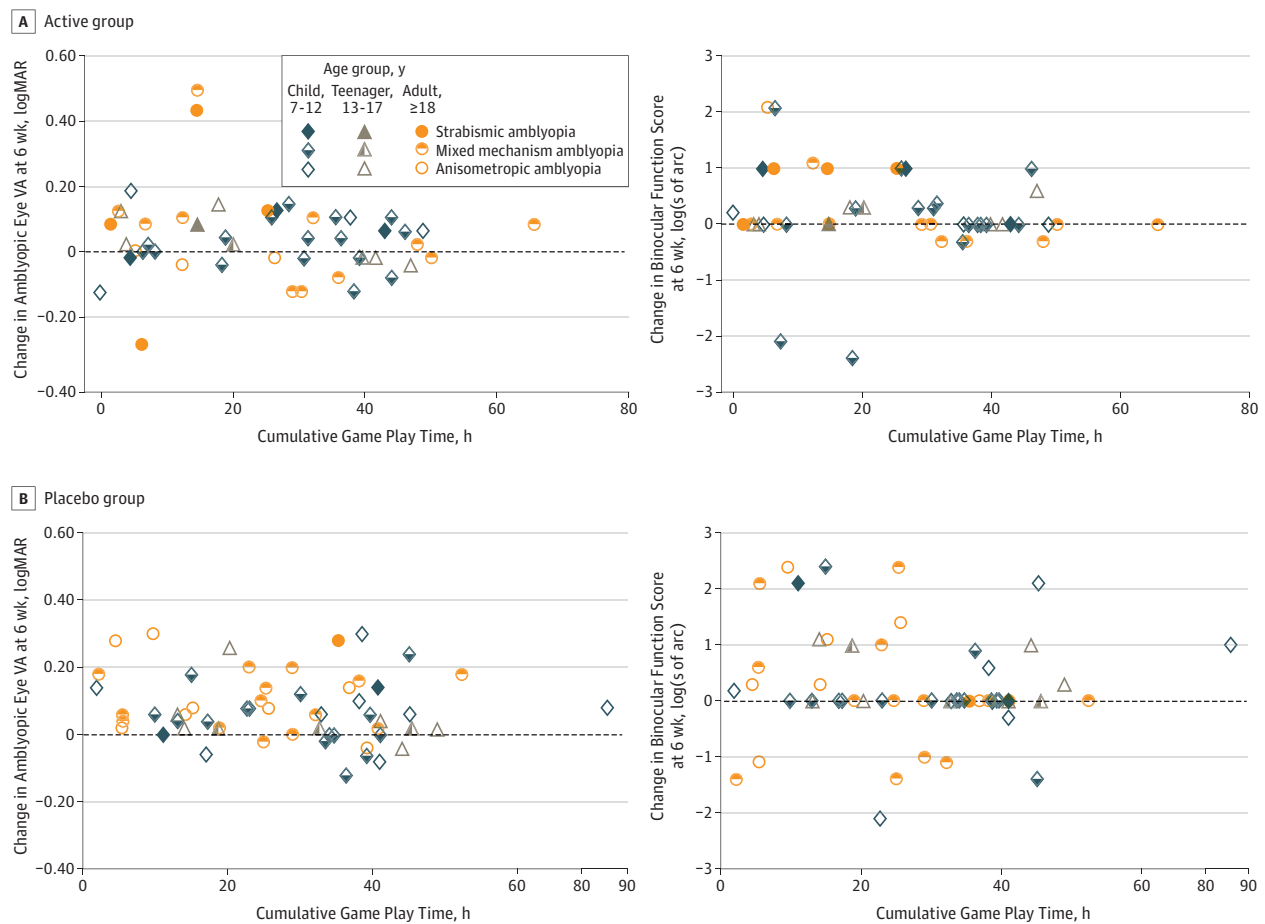 A Active group
Change in Amblyopic Eye VA at 6 wk, logMAR
0.60
0.40
0.20
0
−0.20
−0.40
0
20
40
60
80
Cumulative Game Play Time, h
Age group, y
Child, 7-12
Teenager, 13-17
Adult, ≥18
Strabismic amblyopia
Mixed mechanism amblyopia
Anisometropic amblyopia
Change in Binocular Function Score
at 6 wk, log(s of arc)
3
2
1
0
−1
−2
−3
0
20
40
60
80
Cumulative Game Play Time, h
B Placebo group
Change in Amblyopic Eye VA at 6 wk, logMAR
0.60
0.40
0.20
0
−0.20
−0.40
0
20
40
60
80
90
Cumulative Game Play Time, h
Change in Binocular Function Score
at 6 wk, log(s of arc)
3
2
1
0
−1
−2
−3
0
20
40
60
80
90
Cumulative Game Play Time, h